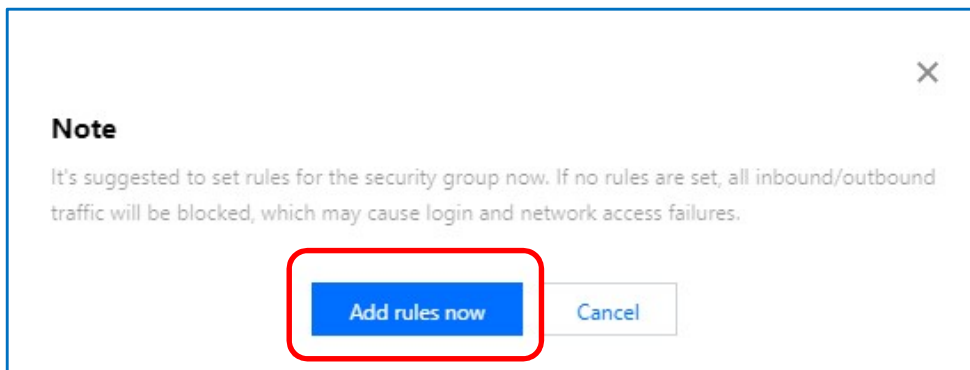 Note
It's suggested to set rules for the security group now. If no rules are set, all inbound/outbound
traffic will be blocked, which may cause login and network access failures.
Add rules now
Cancel